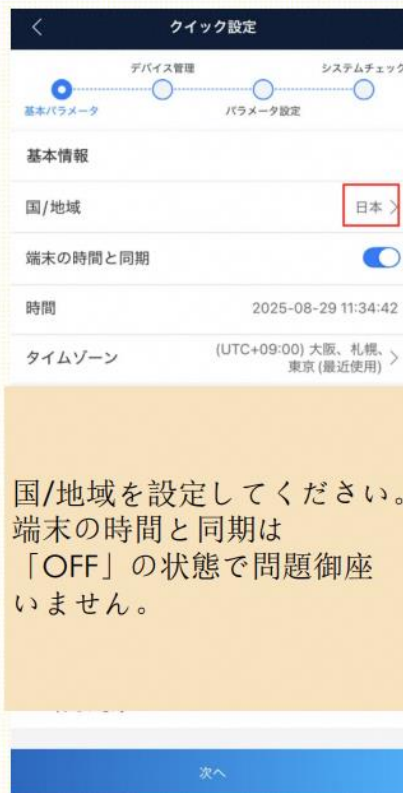 クイック設定
デバイス管理
システムチェック
基本パラメータ
パラメータ設定
基本情報
国/地域
日本
端末の時間と同期
時間
2025-08-29 11:34:42
タイムゾーン
(UTC+09:00) 大阪、札幌、
東京 (最近使用)
国/地域を設定してください。
端末の時間と同期は
「OFF」の状態で問題御座
いません。
次へ